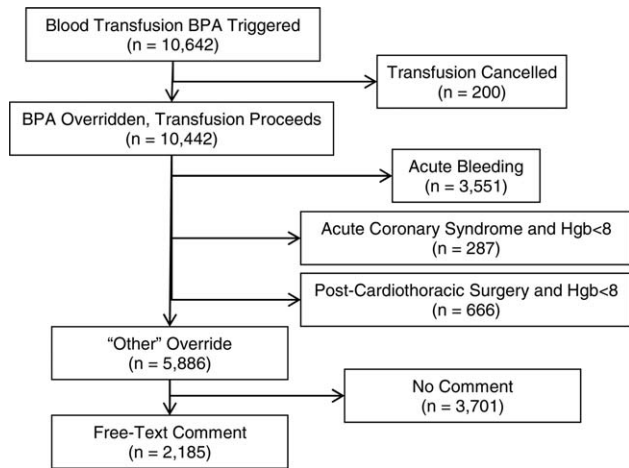 Blood Transfusion BPA Triggered
(n = 10,642)
Transfusion Cancelled
(n = 200)
BPA Overridden, Transfusion Proceeds
(n = 10,442)
Acute Bleeding
(n = 3,551)
Acute Coronary Syndrome and Hgb<8
(n = 287)
Post-Cardiothoracic Surgery and Hgb<8
(n = 666)
“Other” Override
(n = 5,886)
No Comment
(n = 3,701)
Free-Text Comment
(n = 2,185)